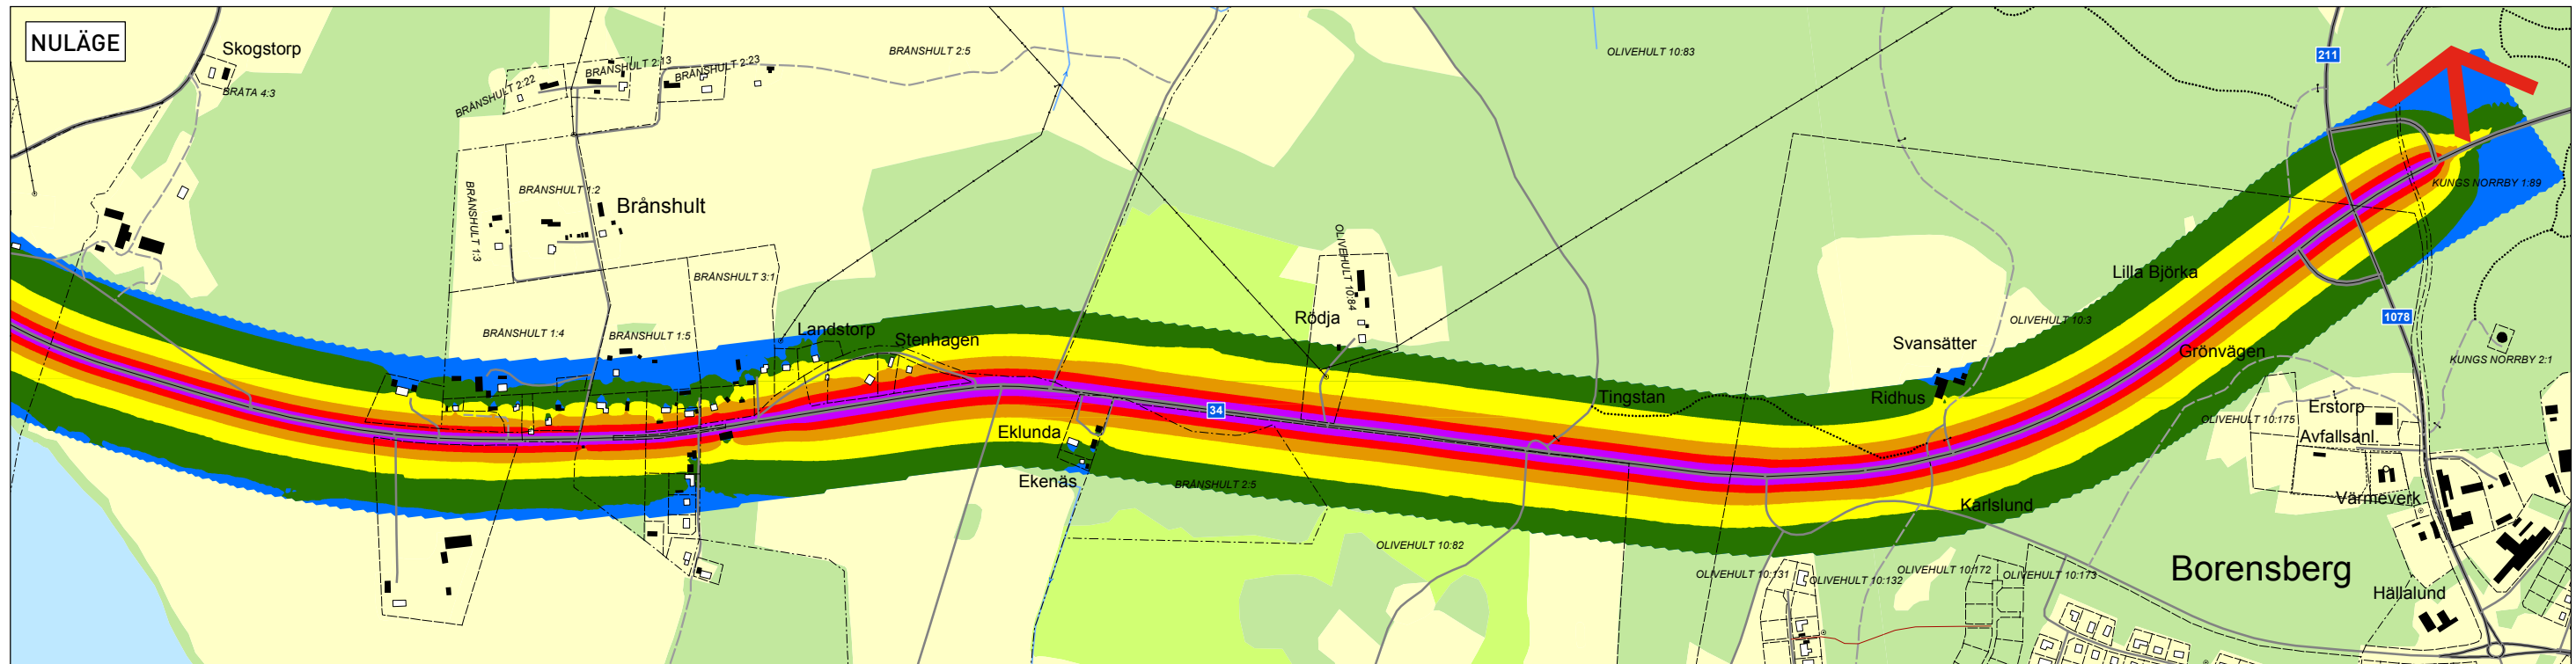 NULÄGE
Skogstorp
BRÅTA 4:3
BRÅNSHULT 2:22
BRÅNSHULT 2:13
BRÅNSHULT 2:23
BRÅNSHULT 2:5
OLIVEHULT 10:83
211
BRÅNSHULT 1:3
BRÅNSHULT 1:2
Brånshult
KUNGS NORRBY 1:89
BRÅNSHULT 3:1
OLIVEHULT 10:84
Lilla Björka
BRÅNSHULT 1:4
BRÅNSHULT 1:5
Landstorp
Stenhagen
Rödja
OLIVEHULT 10:3
1078
Svansätter
Grönvägen
KUNGS NORRBY 2:1
Tingstan
Ridhus
34
Erstorp
OLIVEHULT 10:175
Eklunda
Avfallsanl.
Ekenäs
BRÅNSHULT 2:5
Värmeverk
Karlslund
OLIVEHULT 10:82
OLIVEHULT 10:131
OLIVEHULT 10:132
OLIVEHULT 10:172
OLIVEHULT 10:173
Borensberg
Hällalund